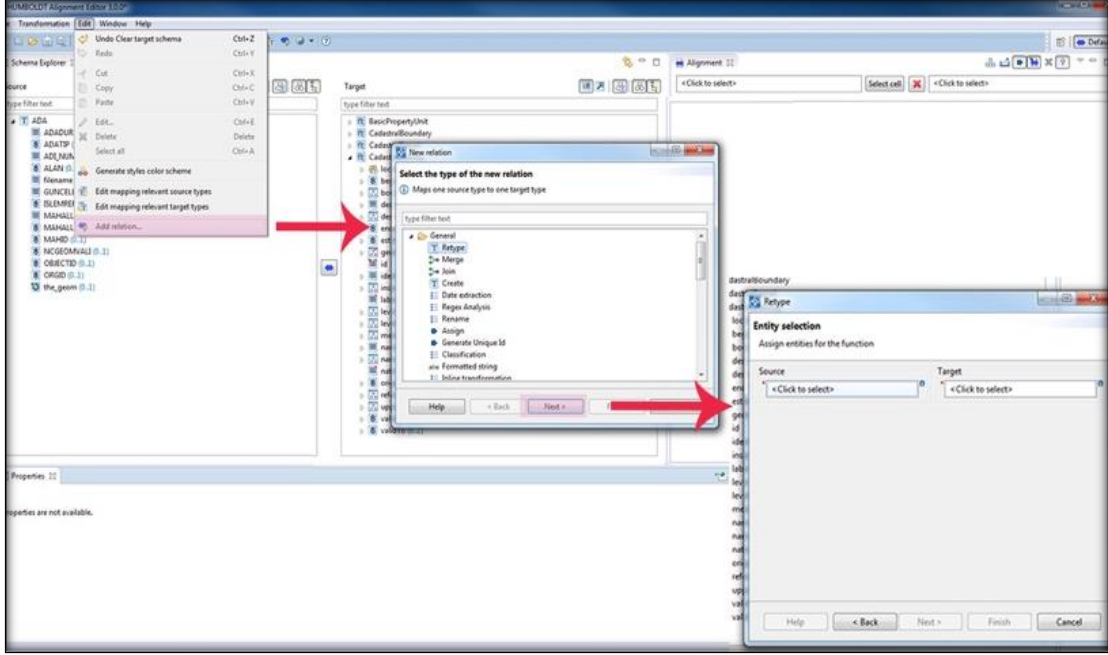 HUMBOLDT Alignment Editor 3.0.0*
Transformation Edit Window Help
Undo Clear target schema Ctrl+Z
Redo Ctrl+Y
Cut Ctrl+X
Copy Ctrl+C
Paste Ctrl+V
Edit... Ctrl+E
Delete Delete
Select all Ctrl+A
Generate styles color scheme
Edit mapping relevant source types
Edit mapping relevant target types
Add relation...
Schema Explorer
type filter text
ADA
ADADUR
ADATIP
ADI_NUM
ALAN
filename
GUNCELL
ISLEMREF
MAHALL
MAHALL
MAHID (0..1)
NCGEOMVALI (0..1)
OBJECTID (0..1)
ORGID (0..1)
the_geom (0..1)
Target
type filter text
BasicPropertyUnit
CadastralBoundary
Cadast
Cadast
id
New relation
Select the type of the new relation
Maps one source type to one target type
type filter text
General
Retype
Merge
Join
Create
Date extraction
Regex Analysis
Rename
Assign
Generate Unique Id
Classification
Formatted string
Inline transformation
Help < Back Next >
Alignment
<Click to select> Select cell <Click to select>
dastralBoundary
Retype
Entity selection
Assign entities for the function
Source Target
<Click to select> <Click to select>
Help < Back Next > Finish Cancel
Properties
roperties are not available.